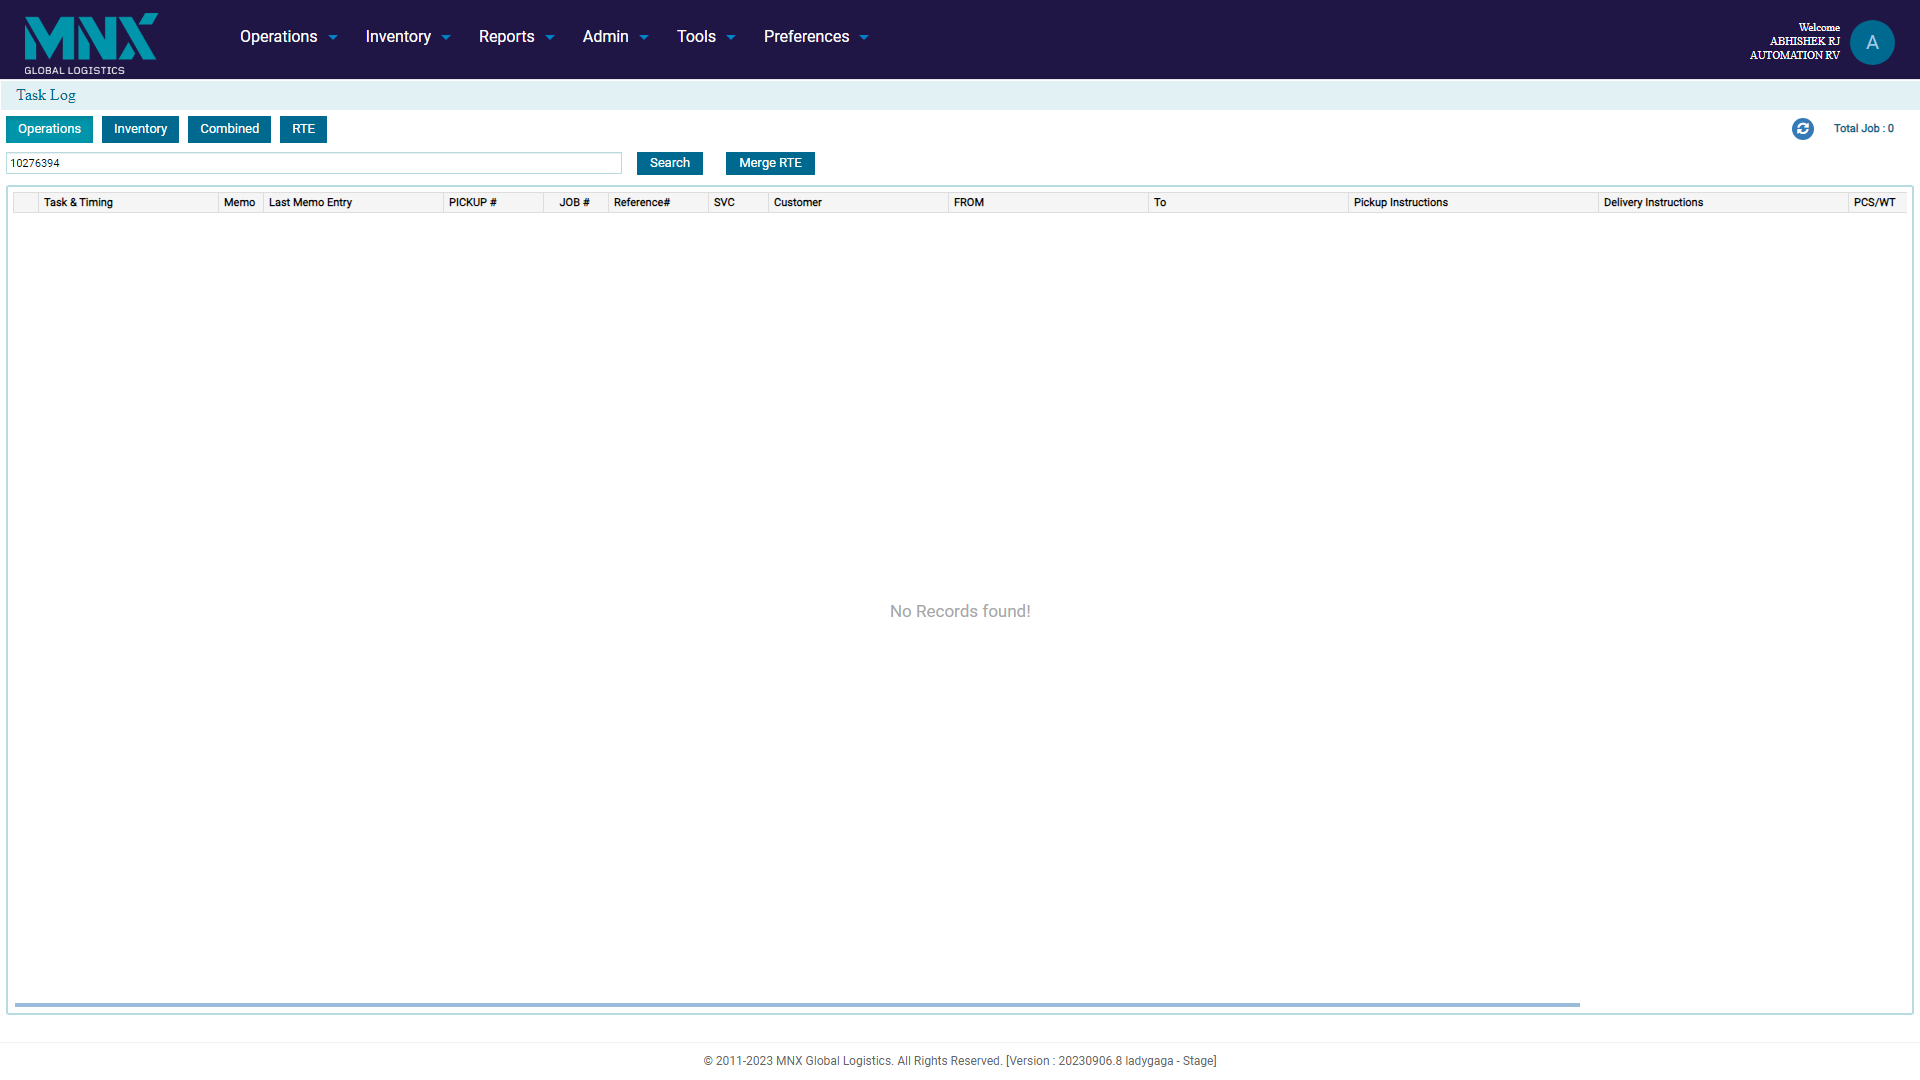 MNX
GLOBAL LOGISTICS
Operations Inventory Reports Admin Tools Preferences
Welcome
ABHISHEK RJ
AUTOMATION RV
A
Task Log
Operations Inventory Combined RTE
Total Job : 0
10276394 Search Merge RTE
Task & Timing Memo Last Memo Entry PICKUP # JOB # Reference# SVC Customer FROM To Pickup Instructions Delivery Instructions PCS/WT
No Records found!
© 2011-2023 MNX Global Logistics. All Rights Reserved. [Version : 20230906.8 ladygaga - Stage]